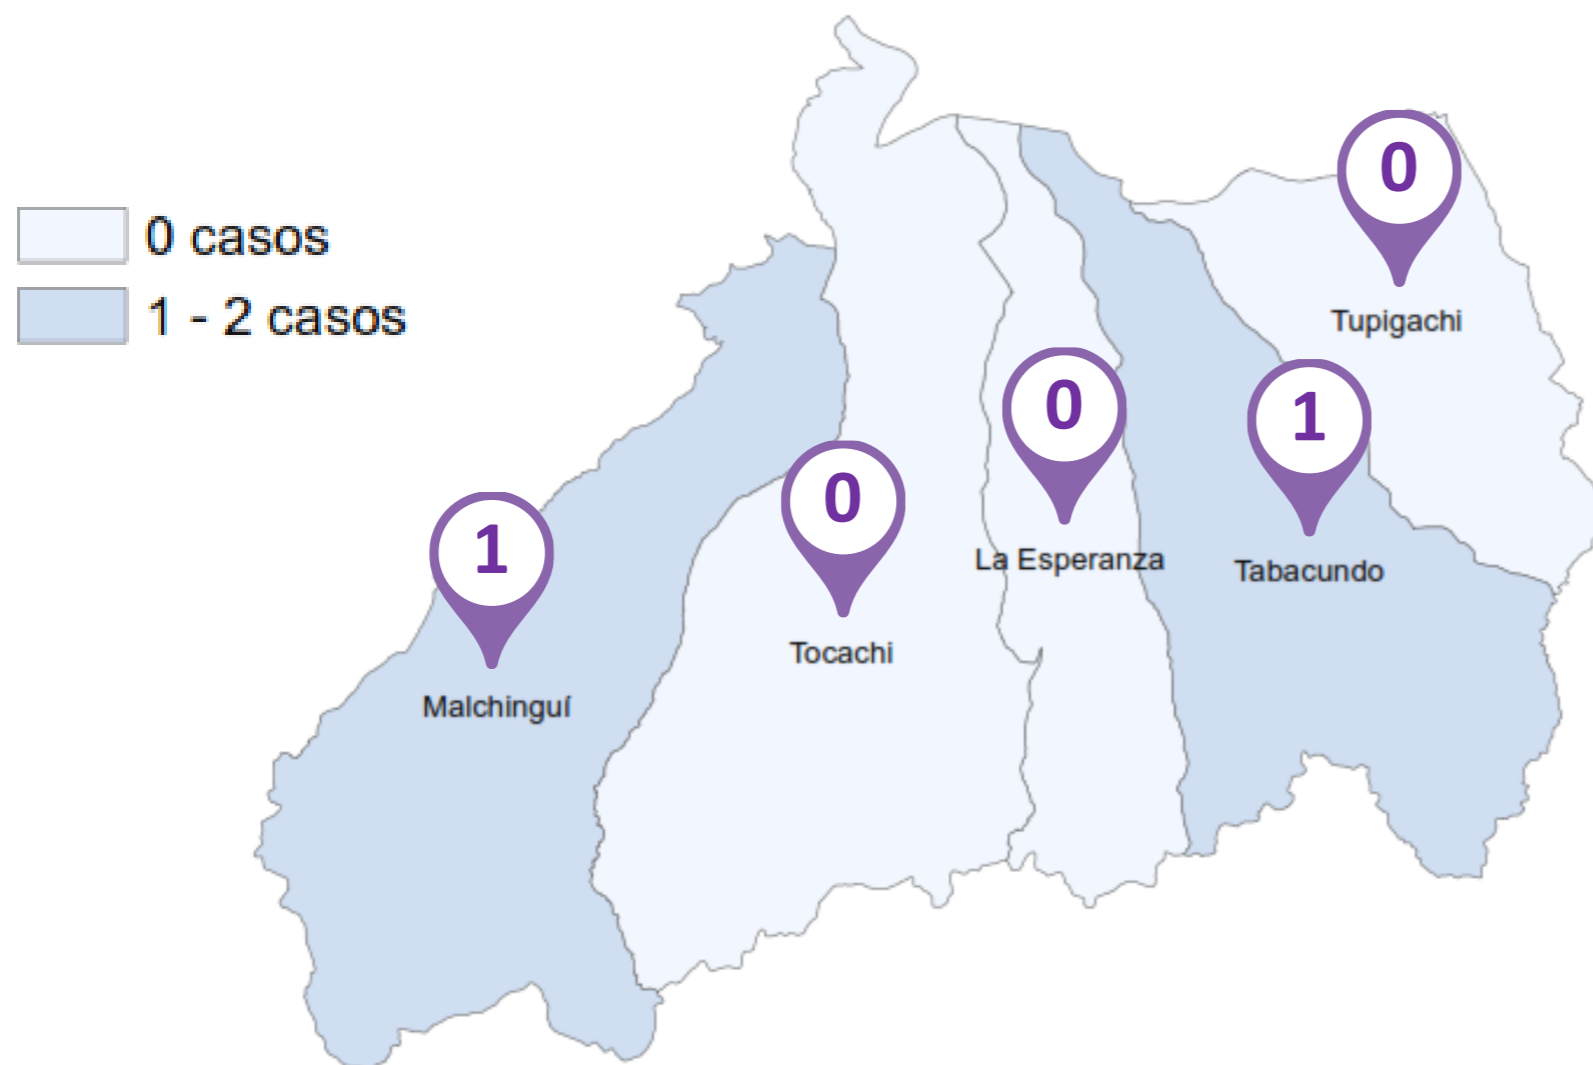 0 casos
1 - 2 casos
0
Tupigachi
0
La Esperanza
1
Tabacundo
0
Tocachi
1
Malchinguí